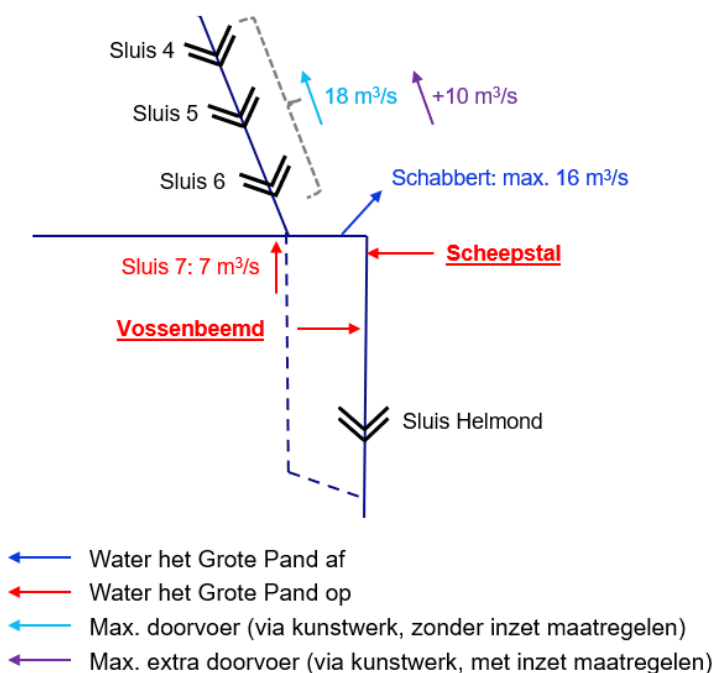 Sluis 4
18 m³/s
+10 m³/s
Sluis 5
Sluis 6
Schabbert: max. 16 m³/s
Sluis 7: 7 m³/s
Scheepstal
Vossenbeemd
Sluis Helmond
Water het Grote Pand af
Water het Grote Pand op
Max. doorvoer (via kunstwerk, zonder inzet maatregelen)
Max. extra doorvoer (via kunstwerk, met inzet maatregelen)